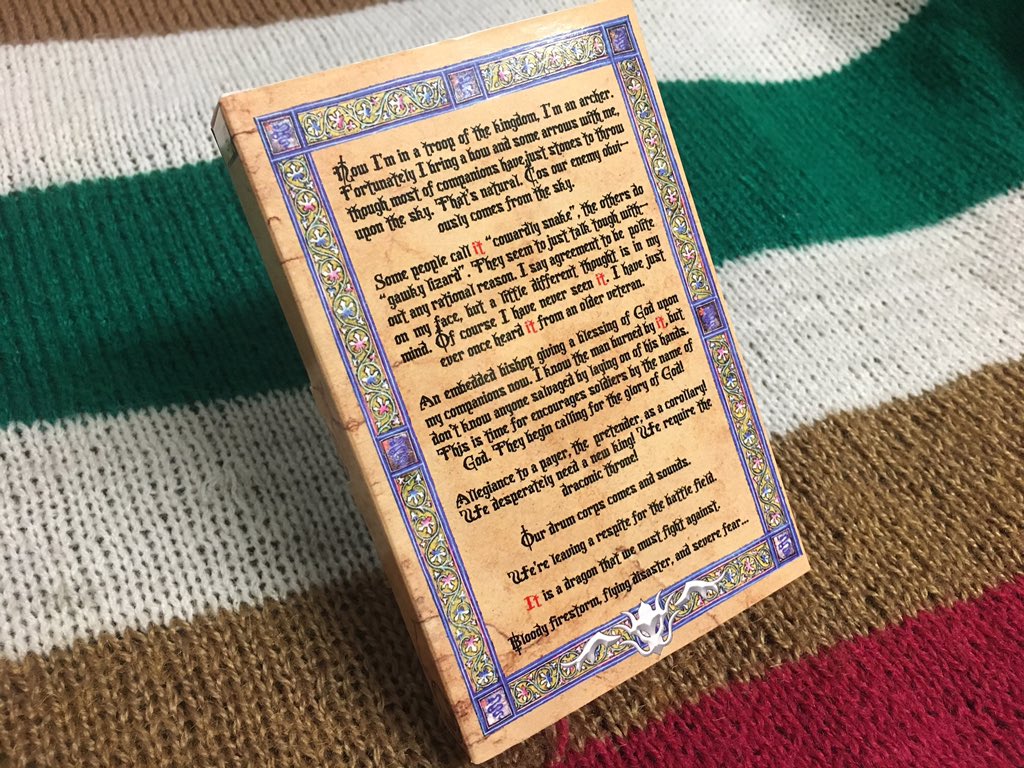 Now I'm in a troop of the kingdom, I'm an archer.
Fortunately I bring a bow and some arrows with me,
though most of companions have just stones to throw
upon the sky. That's natural. Cos our enemy obvi-
ously comes from the sky.
Some people call it "cowardly snake", the others do
"gawky lizard". They seem to just talk tough with-
out any rational reason. I say agreement to be polite
on my face, but a little different thought is in my
mind. Of course I have never seen it. I have just
ever once heard it from an older veteran.
An embedded bishop giving a blessing of God upon
my companions now. I know the man burned by it, but
don't know anyone salvaged by laying on of his hands.
This is time for encourages soldiers by the name of
God. They begin calling for the glory of God!
Allegiance to a payer, the pretender, as a corollary!
We desperately need a new king! We require the
draconic throne!
Our drum corps comes and sounds.
We're leaving a respite for the battle field.
It is a dragon that we must fight against.
Bloody firestorm, flying disaster, and severe fear...